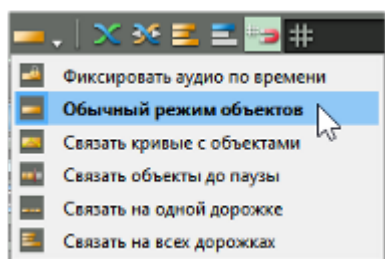 Фиксировать аудио по времени
Обычный режим объектов
Связать кривые с объектами
Связать объекты до паузы
Связать на одной дорожке
Связать на всех дорожках